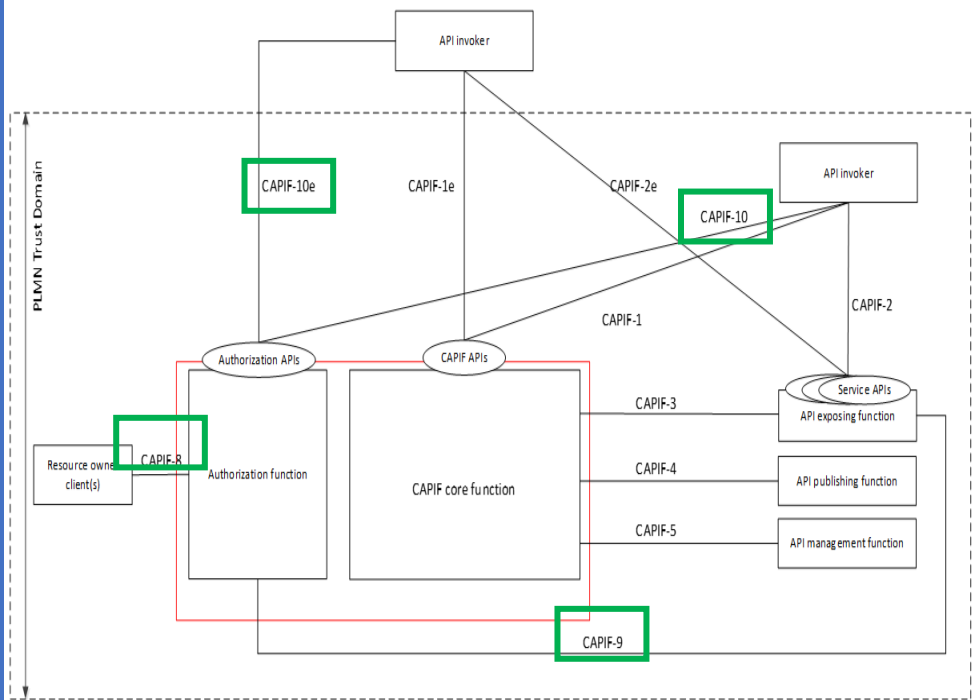 API invoker
PLMN Trust Domain
CAPIF-10e
CAPIF-1e
CAPIF-2e
API invoker
CAPIF-10
CAPIF-1
CAPIF-2
Authorization APIs
CAPIF APIs
Service APIs
API exposing function
CAPIF-3
CAPIF-8
Resource owner
client(s)
Authorization function
CAPIF core function
CAPIF-4
API publishing function
CAPIF-5
API management function
CAPIF-9